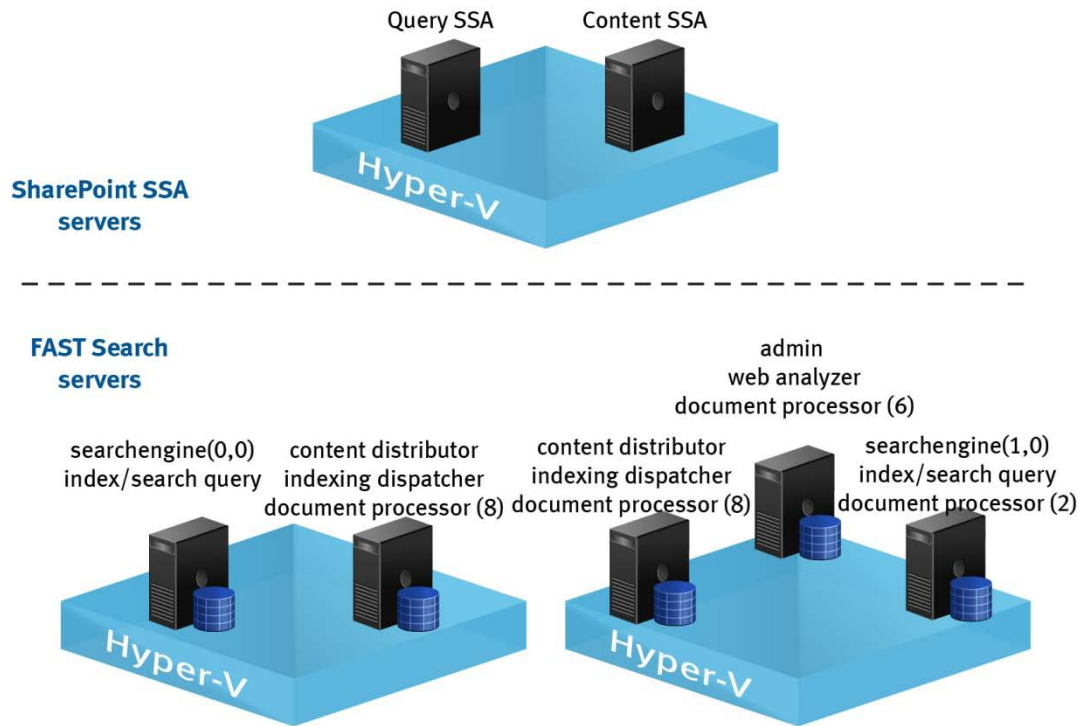 Query SSA
Content SSA
Hyper-V
SharePoint SSA
servers
FAST Search
servers
searchengine(0,0)
index/search query
content distributor
indexing dispatcher
document processor (8)
Hyper-V
content distributor
indexing dispatcher
document processor (8)
admin
web analyzer
document processor (6)
searchengine(1,0)
index/search query
document processor (2)
Hyper-V